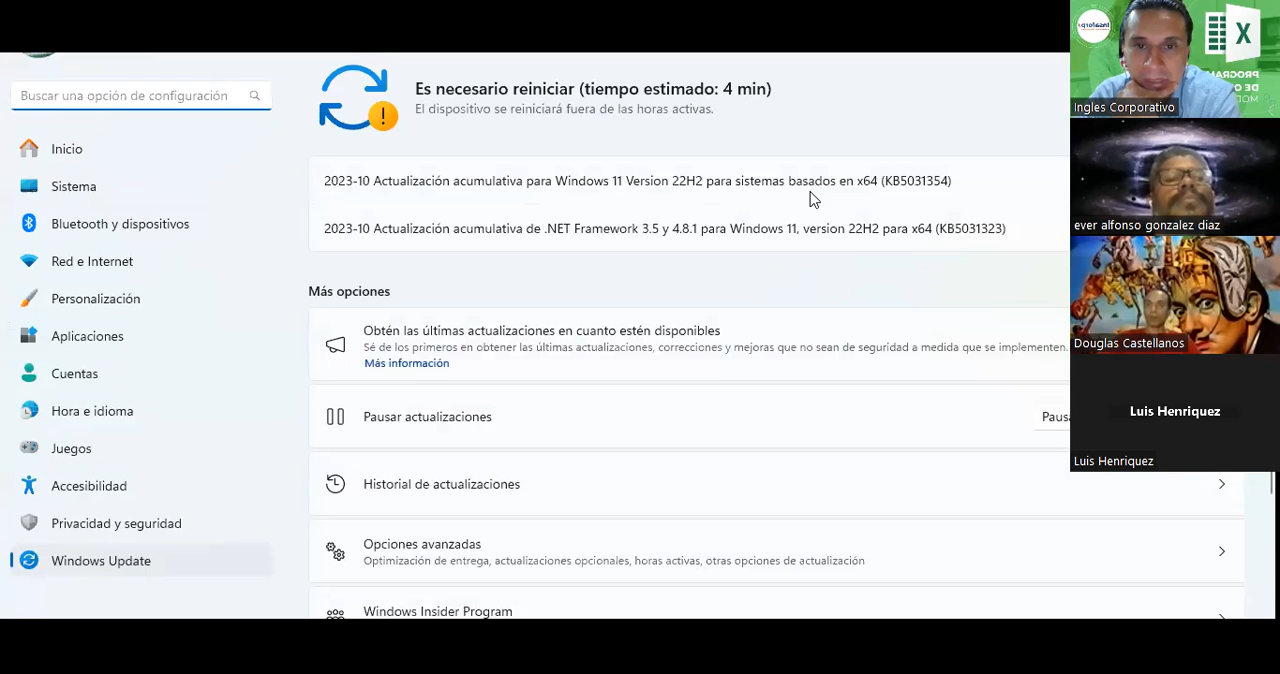 Buscar una opción de configuración
Inicio
Sistema
Bluetooth y dispositivos
Red e Internet
Personalización
Aplicaciones
Cuentas
Hora e idioma
Juegos
Accesibilidad
Privacidad y seguridad
Windows Update
Es necesario reiniciar (tiempo estimado: 4 min)
El dispositivo se reiniciará fuera de las horas activas.
2023-10 Actualización acumulativa para Windows 11 Version 22H2 para sistemas basados en x64 (KB5031354)
2023-10 Actualización acumulativa de .NET Framework 3.5 y 4.8.1 para Windows 11, version 22H2 para x64 (KB5031323)
Más opciones
Obtén las últimas actualizaciones en cuanto estén disponibles
Sé de los primeros en obtener las últimas actualizaciones, correcciones y mejoras que no sean de seguridad a medida que se implementen.
Más información
Pausar actualizaciones
Historial de actualizaciones
Opciones avanzadas
Optimización de entrega, actualizaciones opcionales, horas activas, otras opciones de actualización
Windows Insider Program
X
Ingles Corporativo
ever alfonso gonzalez diaz
Douglas Castellanos
Luis Henriquez
Luis Henriquez